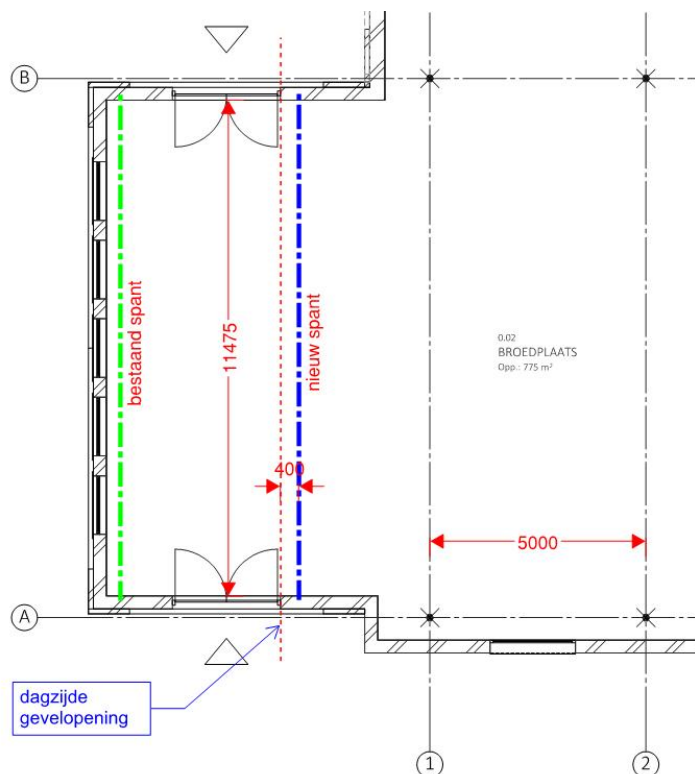 B
bestaand spant
11475
nieuw spant
400
0.02
BROEDPLAATS
Opp.: 775 m²
5000
A
dagzijde
gevelopening
1
2